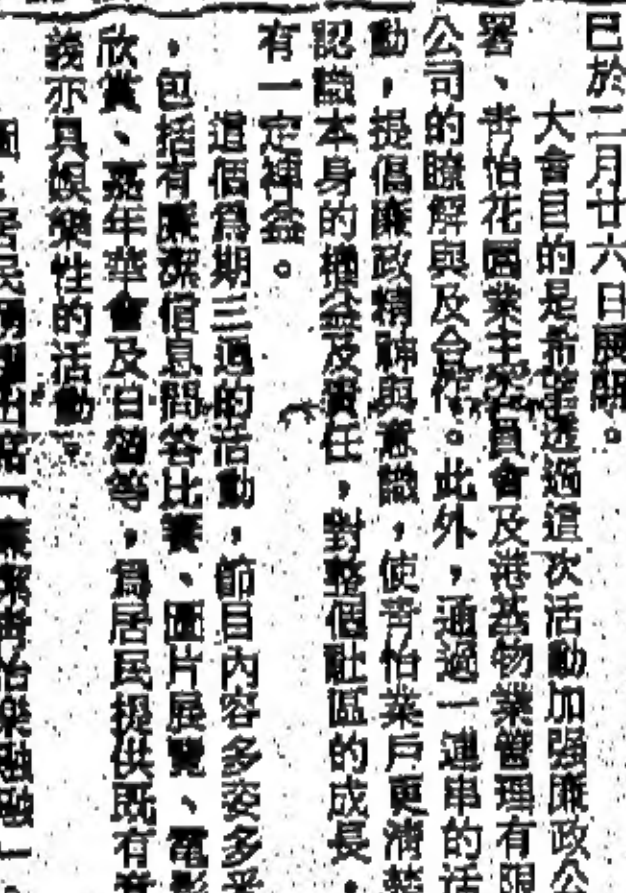 已於二月廿六日展開。
大會目的是希望透過這次活動加强廉政公
署、青怡花園業主委員會及港基物業管理有限
公司的瞭解與及合作。此外，通過一連串的活
動，提倡廉政精神與意識，使青怡業戶更清楚
認識本身的權益及責任，對整個社區的成長，
有一定裨益。
這個為期三週的活動，節目內容多姿多采
，包括有廉潔信息問答比賽、圖片展覽、電影
欣賞、嘉年華會及自習等，為居民提供既有意
義亦具娛樂性的活動。
居民